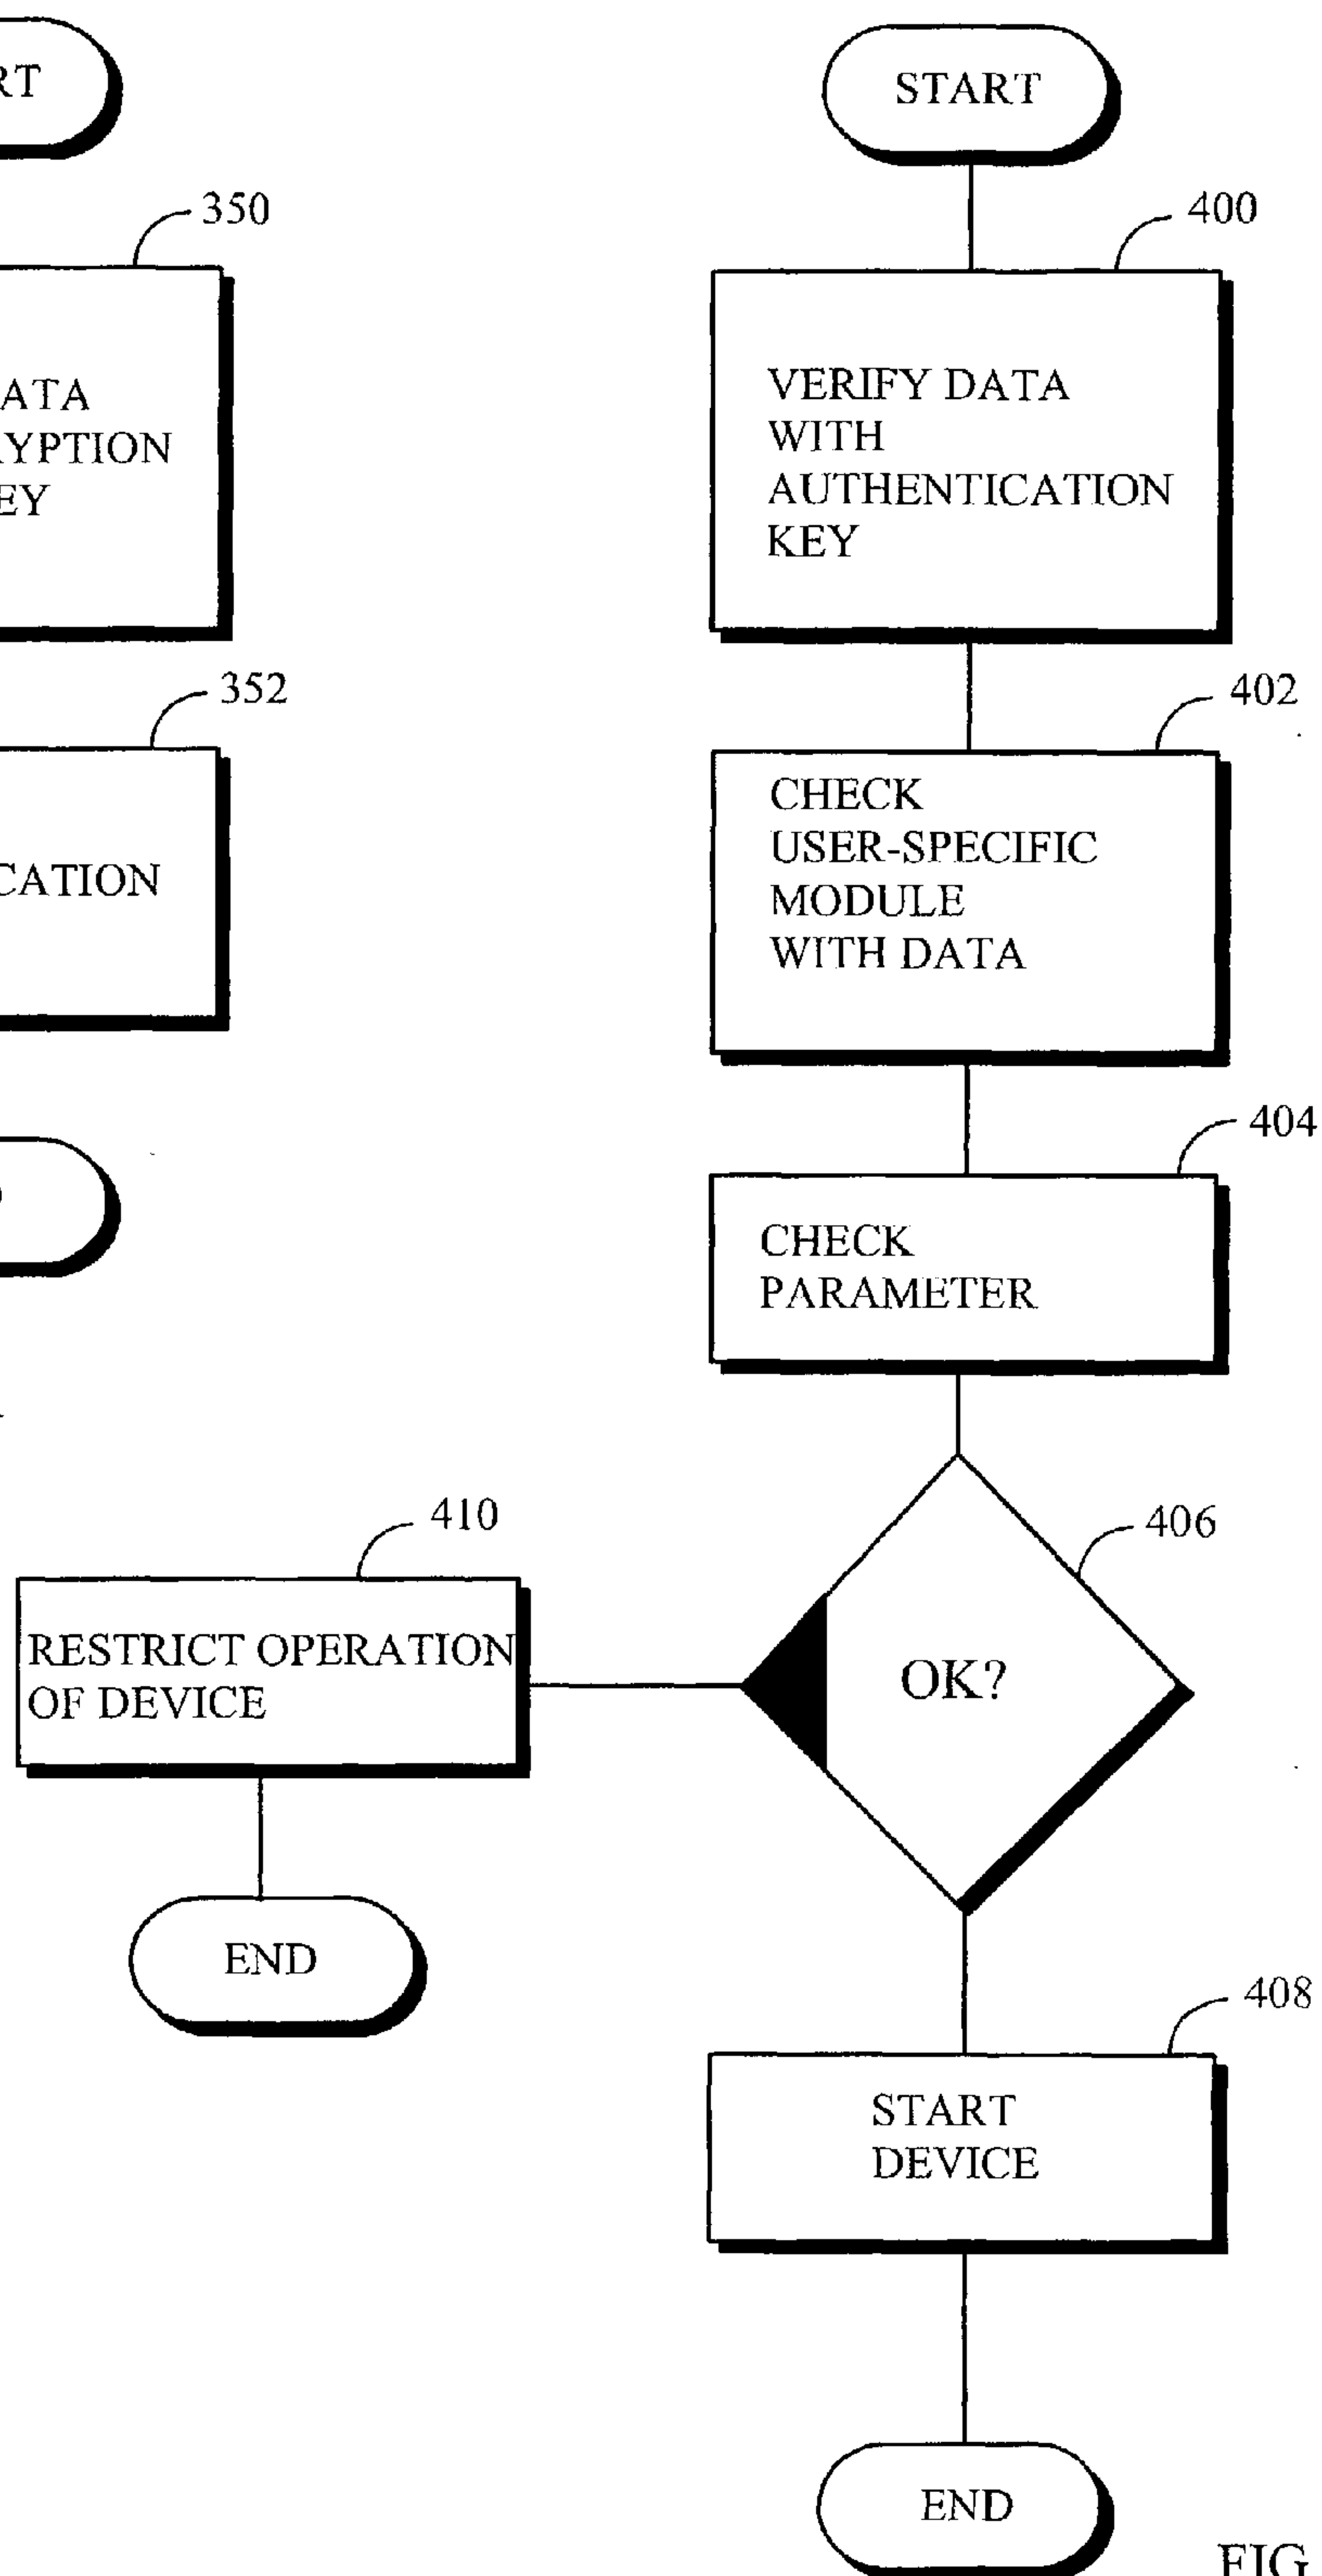 START
400
VERIFY DATA
WITH
AUTHENTICATION
KEY
402
CHECK
USER-SPECIFIC
MODULE
WITH DATA
404
CHECK
PARAMETER
406
OK?
410
RESTRICT OPERATION
OF DEVICE
END
408
START
DEVICE
END
FIG
RT
350
ATA
RYPTION
EY
352
CATION